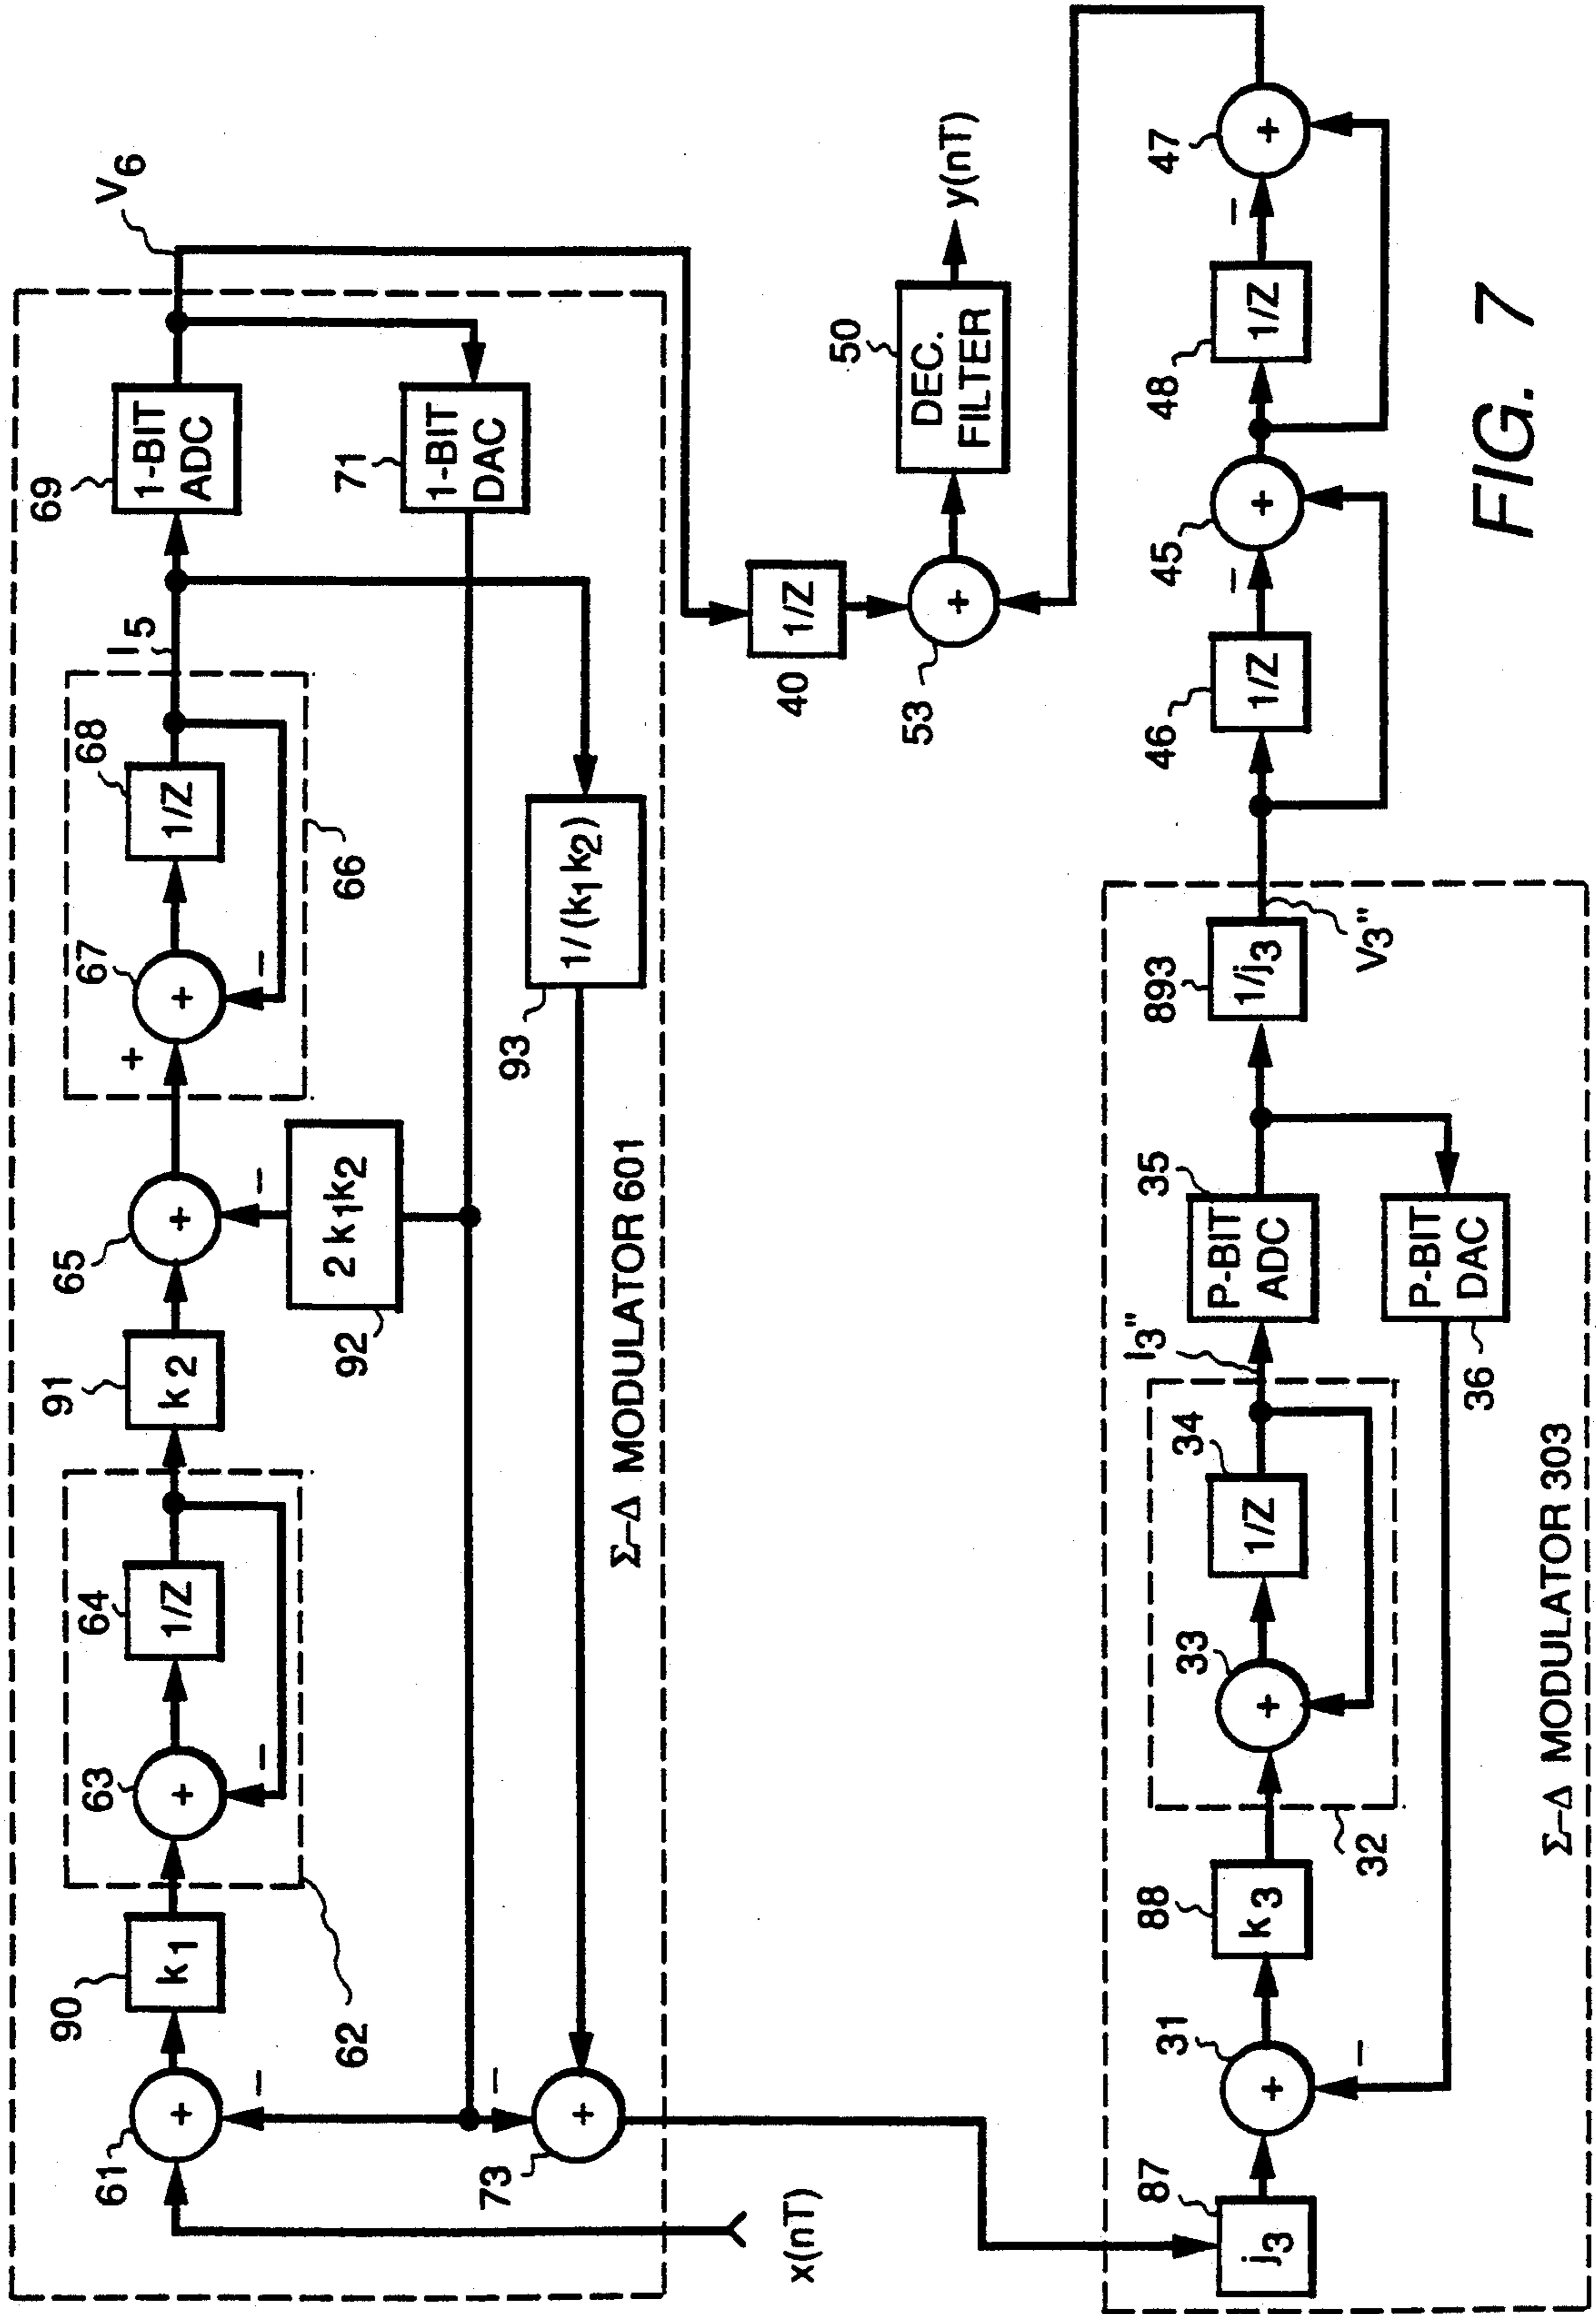 61
+
−
90
k1
62
63
+
−
64
1/Z
91
k2
65
+
−
92
2k1k2
+
67
+
−
68
1/Z
66
I5
69
1-BIT
ADC
V6
71
1-BIT
DAC
93
1/(k1k2)
73
+
−
x(nT)
Σ–Δ MODULATOR 601
40
1/Z
53
+
50
DEC.
FILTER
y(nT)
87
j3
31
+
−
88
k3
32
33
+
34
1/Z
I3"
35
P-BIT
ADC
36
P-BIT
DAC
893
1/j3
V3"
Σ–Δ MODULATOR 303
46
1/Z
−
45
+
48
1/Z
−
47
+
FIG. 7